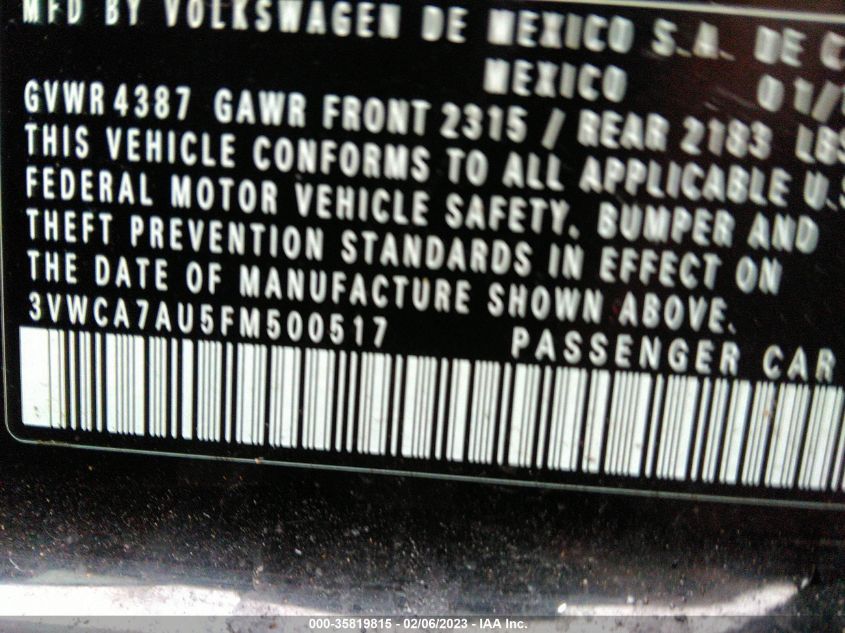 MFD BY VOLKSWAGEN DE MEXICO S.A. DE C
MEXICO 01/
GVWR 4387 GAWR FRONT 2315 / REAR 2183 LBS
THIS VEHICLE CONFORMS TO ALL APPLICABLE U.S
FEDERAL MOTOR VEHICLE SAFETY, BUMPER AND
THEFT PREVENTION STANDARDS IN EFFECT ON
THE DATE OF MANUFACTURE SHOWN ABOVE.
3VWCA7AU5FM500517 PASSENGER CAR
000-35819815 - 02/06/2023 - IAA Inc.